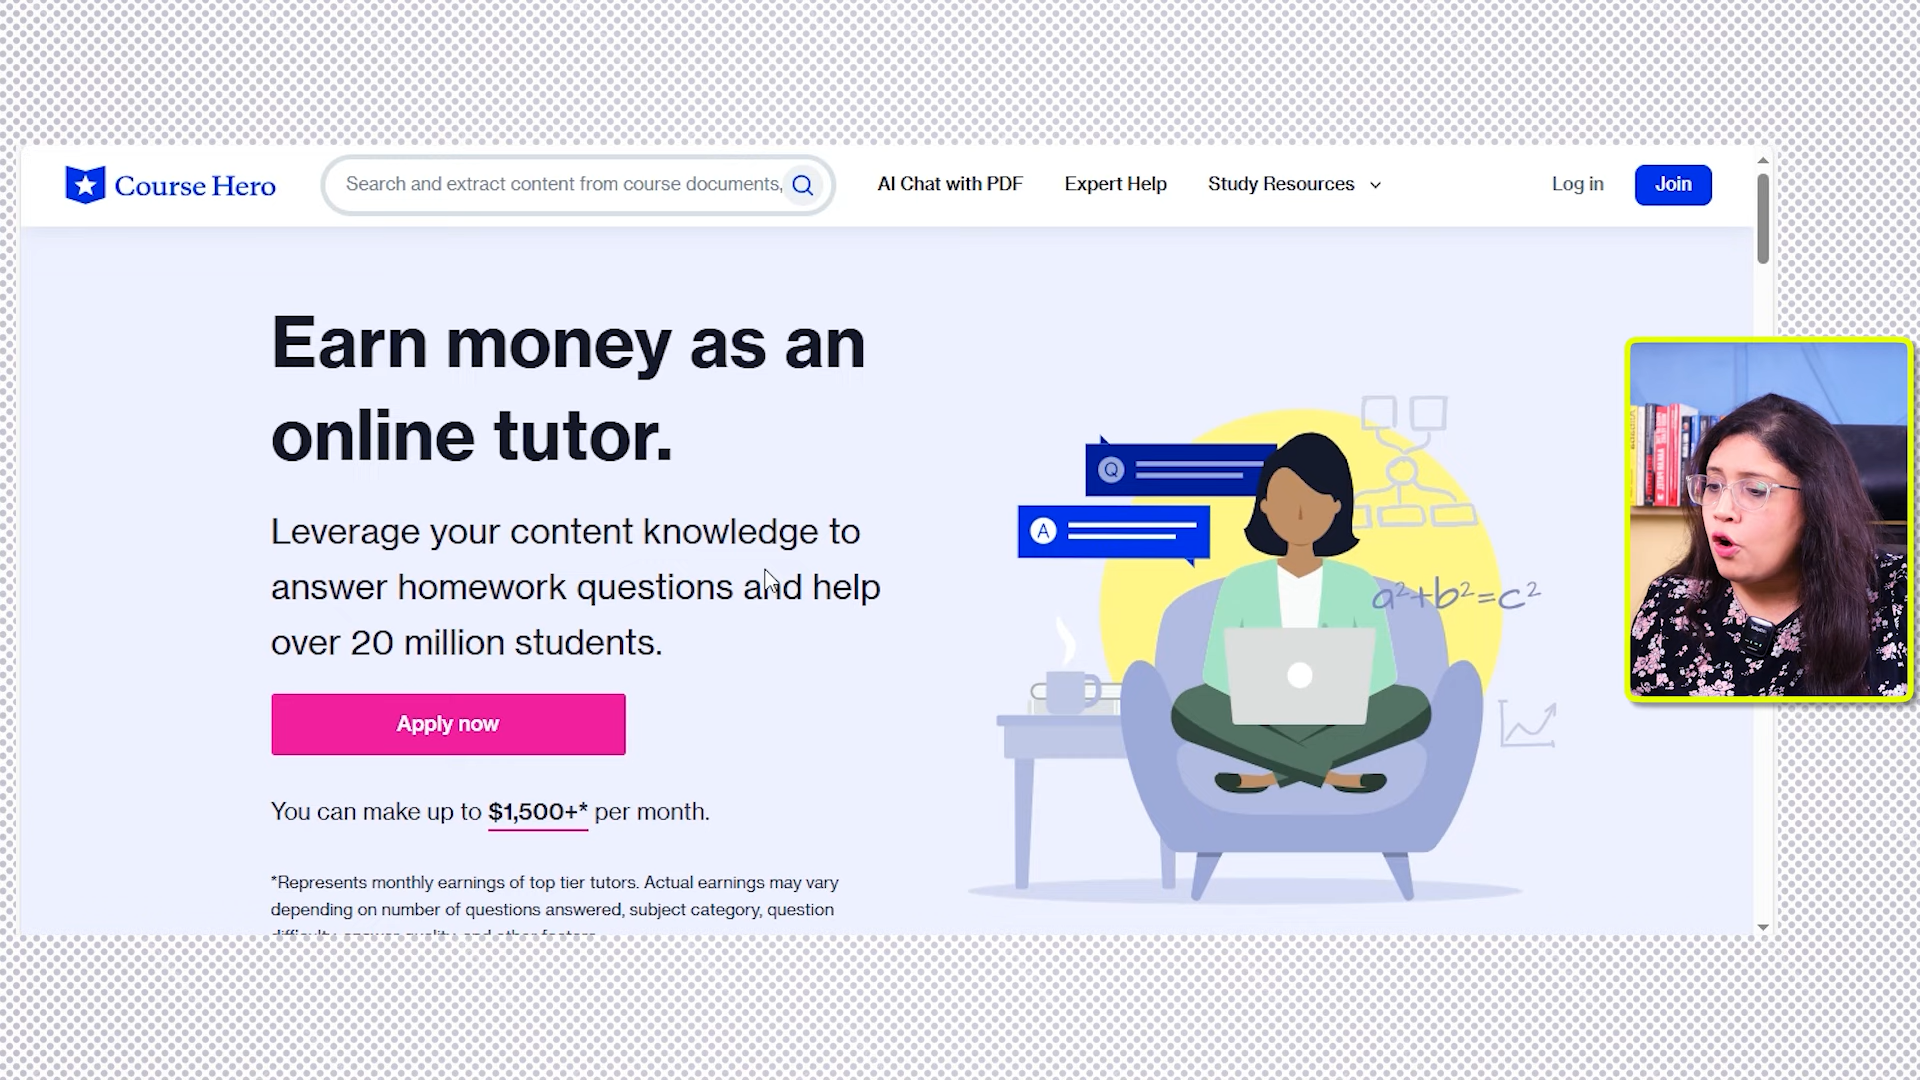 Course Hero
Search and extract content from course documents,
AI Chat with PDF
Expert Help
Study Resources
Log in
Join
Earn money as an
online tutor.
Leverage your content knowledge to
answer homework questions and help
over 20 million students.
Apply now
You can make up to $1,500+* per month.
*Represents monthly earnings of top tier tutors. Actual earnings may vary
depending on number of questions answered, subject category, question
Q
A
a²+b²=c²